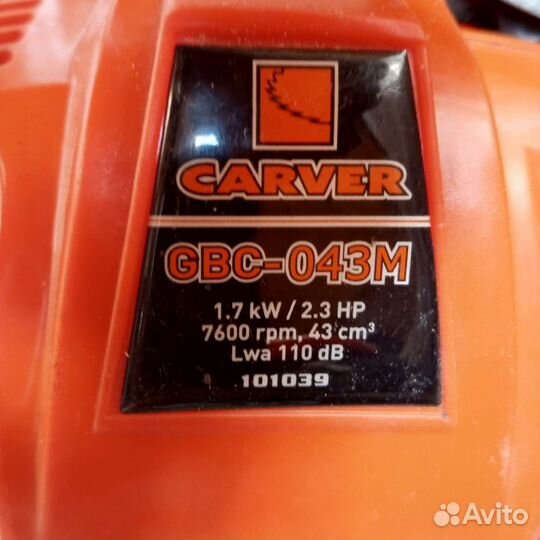 CARVER
GBC-043M
1.7 kW / 2.3 HP
7600 rpm, 43 cm³
Lwa 110 dB
101039
Avito